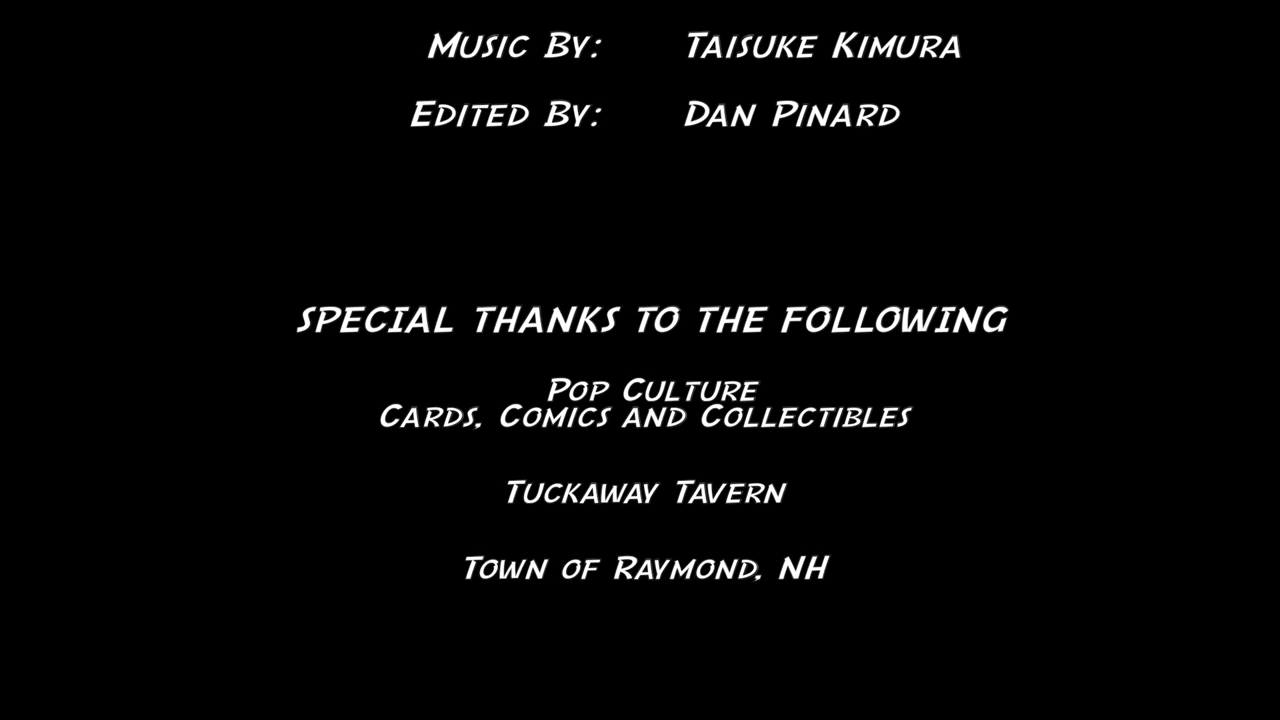 Music By: Taisuke Kimura
Edited By: Dan Pinard
SPECIAL THANKS TO THE FOLLOWING
Pop Culture
Cards, Comics and Collectibles
Tuckaway Tavern
Town of Raymond, NH